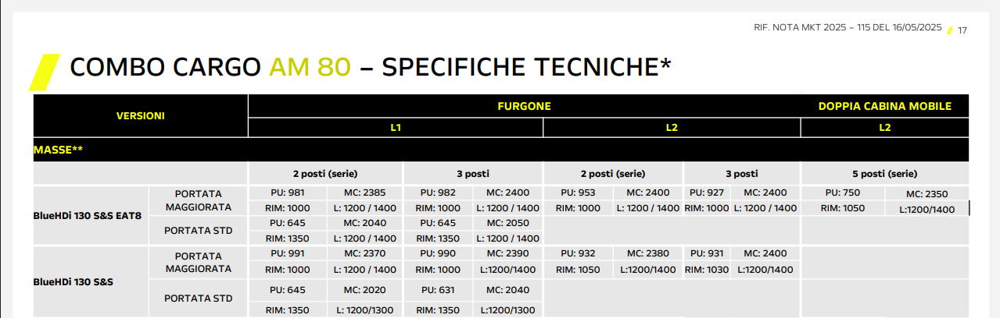 RIF. NOTA MKT 2025 – 115 DEL 16/05/2025 17
COMBO CARGO AM 80 – SPECIFICHE TECNICHE*
VERSIONI FURGONE DOPPIA CABINA MOBILE
L1 L2 L2
MASSE**
2 posti (serie) 3 posti 2 posti (serie) 3 posti 5 posti (serie)
BlueHDi 130 S&S EAT8
PORTATA MAGGIORATA
PU: 981 MC: 2385 PU: 982 MC: 2400 PU: 953 MC: 2400 PU: 927 MC: 2400 PU: 750 MC: 2350
RIM: 1000 L: 1200 / 1400 RIM: 1000 L: 1200 / 1400 RIM: 1000 L: 1200 / 1400 RIM: 1000 L: 1200 / 1400 RIM: 1050 L:1200/1400
PORTATA STD
PU: 645 MC: 2040 PU: 645 MC: 2050
RIM: 1350 L: 1200 / 1400 RIM: 1350 L: 1200 / 1400
BlueHDi 130 S&S
PORTATA MAGGIORATA
PU: 991 MC: 2370 PU: 990 MC: 2390 PU: 932 MC: 2380 PU: 931 MC: 2400
RIM: 1000 L: 1200 / 1400 RIM: 1000 L:1200/1400 RIM: 1050 L:1200/1400 RIM: 1030 L:1200/1400
PORTATA STD
PU: 645 MC: 2020 PU: 631 MC: 2040
RIM: 1350 L: 1200/1300 RIM: 1350 L:1200/1300